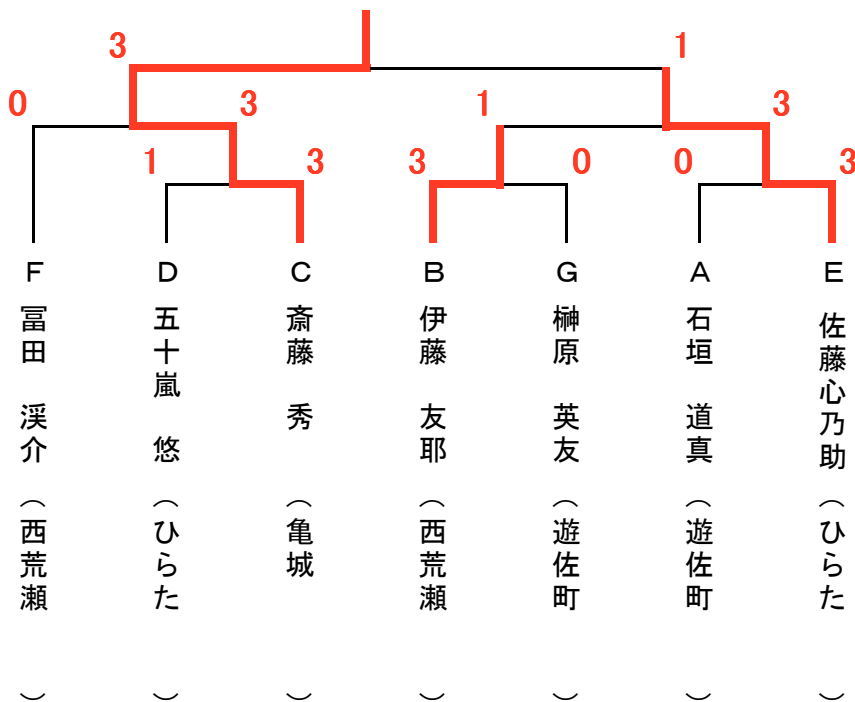 3 1
0 3 1 3
1 3 3 0 0 3
F D C B G A E
冨田 渓介（西荒瀬 ）
五十嵐 悠（ひらた ）
斎藤 秀（亀城 ）
伊藤 友耶（西荒瀬 ）
榊原 英友（遊佐町 ）
石垣 道真（遊佐町 ）
佐藤心乃助（ひらた ）